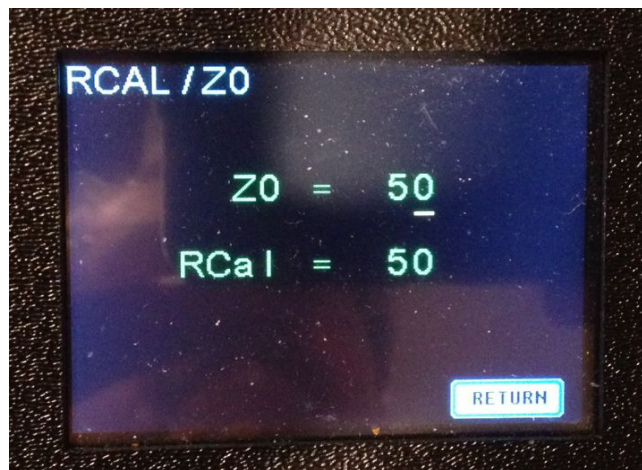 RCAL / Z0
Z0 = 50
RCal = 50
RETURN